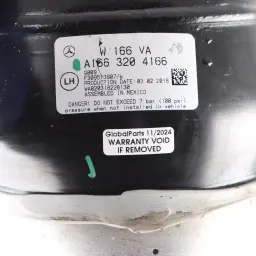 W 166 VA
A166 320 4166
Q009
LH
PRODUCTION DATE: 03 02 2016
ASSEMBLED IN MEXICO
DANGER: DO NOT EXCEED 7 bar (100 psi)
pressure when not installed in vehicle
GlobalParts 11/2024
WARRANTY VOID
IF REMOVED